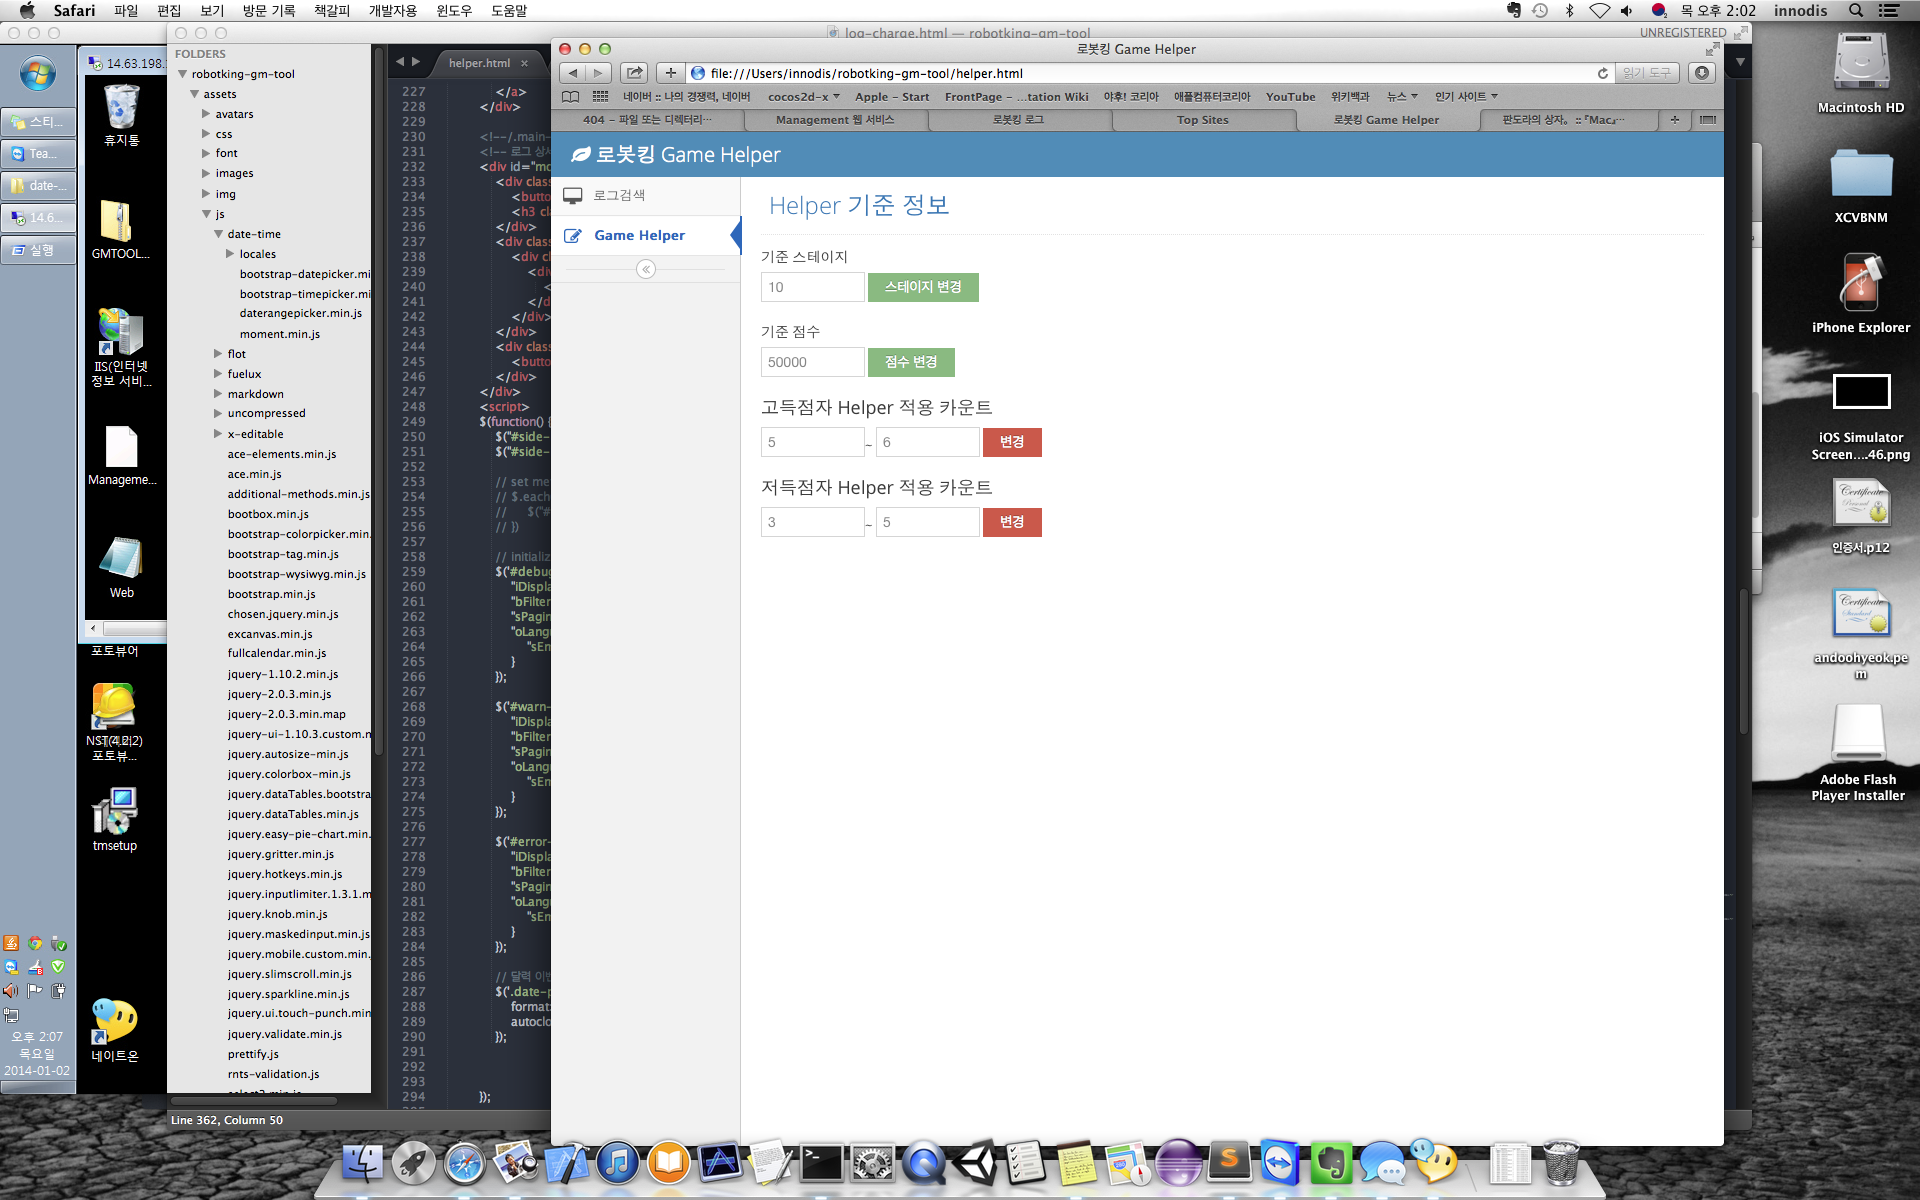 Safari 파일 편집 보기 방문 기록 책갈피 개발자용 윈도우 도움말
목 오후 2:02 innodis
log-charge.html — robotking-gm-tool
UNREGISTERED
로봇킹 Game Helper
file:///Users/innodis/robotking-gm-tool/helper.html
읽기 도구
네이버 :: 나의 경쟁력, 네이버 cocos2d-x Apple - Start FrontPage - ...tation Wiki 야후! 코리아 애플컴퓨터코리아 YouTube 위키백과 뉴스 인기 사이트
404 - 파일 또는 디렉터리… Management 웹 서비스 로봇킹 로그 Top Sites 로봇킹 Game Helper 판도라의 상자。 :: 『Mac』…
로봇킹 Game Helper
로그검색
Game Helper
Helper 기준 정보
기준 스테이지
10 스테이지 변경
기준 점수
50000 점수 변경
고득점자 Helper 적용 카운트
5 ~ 6 변경
저득점자 Helper 적용 카운트
3 ~ 5 변경
스티...
Tea...
date-...
14.6...
실행
오후 2:07
목요일
2014-01-02
14.63.198.
휴지통
GMTOOL...
IIS(인터넷
정보 서비...
Manageme...
Web
포토뷰어
포토뷰...
tmsetup
네이트온
FOLDERS
robotking-gm-tool
assets
avatars
css
font
images
img
js
date-time
locales
bootstrap-datepicker.mi
bootstrap-timepicker.mi
daterangepicker.min.js
moment.min.js
flot
fuelux
markdown
uncompressed
x-editable
ace-elements.min.js
ace.min.js
additional-methods.min.js
bootbox.min.js
bootstrap-colorpicker.min.
bootstrap-tag.min.js
bootstrap-wysiwyg.min.js
bootstrap.min.js
chosen.jquery.min.js
excanvas.min.js
fullcalendar.min.js
jquery-1.10.2.min.js
jquery-2.0.3.min.js
jquery-2.0.3.min.map
jquery-ui-1.10.3.custom.n
jquery.autosize-min.js
jquery.colorbox-min.js
jquery.dataTables.bootstra
jquery.dataTables.min.js
jquery.easy-pie-chart.min.
jquery.gritter.min.js
jquery.hotkeys.min.js
jquery.inputlimiter.1.3.1.m
jquery.knob.min.js
jquery.maskedinput.min.js
jquery.mobile.custom.min.
jquery.slimscroll.min.js
jquery.sparkline.min.js
jquery.ui.touch-punch.min
jquery.validate.min.js
prettify.js
rnts-validation.js
Line 362, Column 50
helper.html
227 </a>
228 </div>
229
230 <!--/.main-
231 <!-- 로그 상서
232 <div id="mo
233 <div class
234 <button
235 <h3 cl
236 </div>
237 <div class
238 <div c
239 <div
240 <
241 </d
242 </div>
243 </div>
244 <div class
245 <butto
246 </div>
247 </div>
248 <script>
249 $(function() {
250 $("#side-
251 $("#side-
252
253 // set me
254 // $.each
255 // $("#
256 // })
257
258 // initializ
259 $('#debug
260 "iDispla
261 "bFilter
262 "sPagin
263 "oLangu
264 "sEm
265 }
266 });
267
268 $('#warn-
269 "iDispla
270 "bFilter
271 "sPagin
272 "oLangu
273 "sEm
274 }
275 });
276
277 $('#error-
278 "iDispla
279 "bFilter
280 "sPagin
281 "oLangu
282 "sEm
283 }
284 });
285
286 // 달력 이벤
287 $('.date-p
288 format:
289 autoclo
290 });
291
292
293
294 });
Macintosh HD
XCVBNM
iPhone Explorer
iOS Simulator
Screen....46.png
Certificate
인증서.p12
Certificate
andoohyeok.pe
m
Adobe Flash
Player Installer